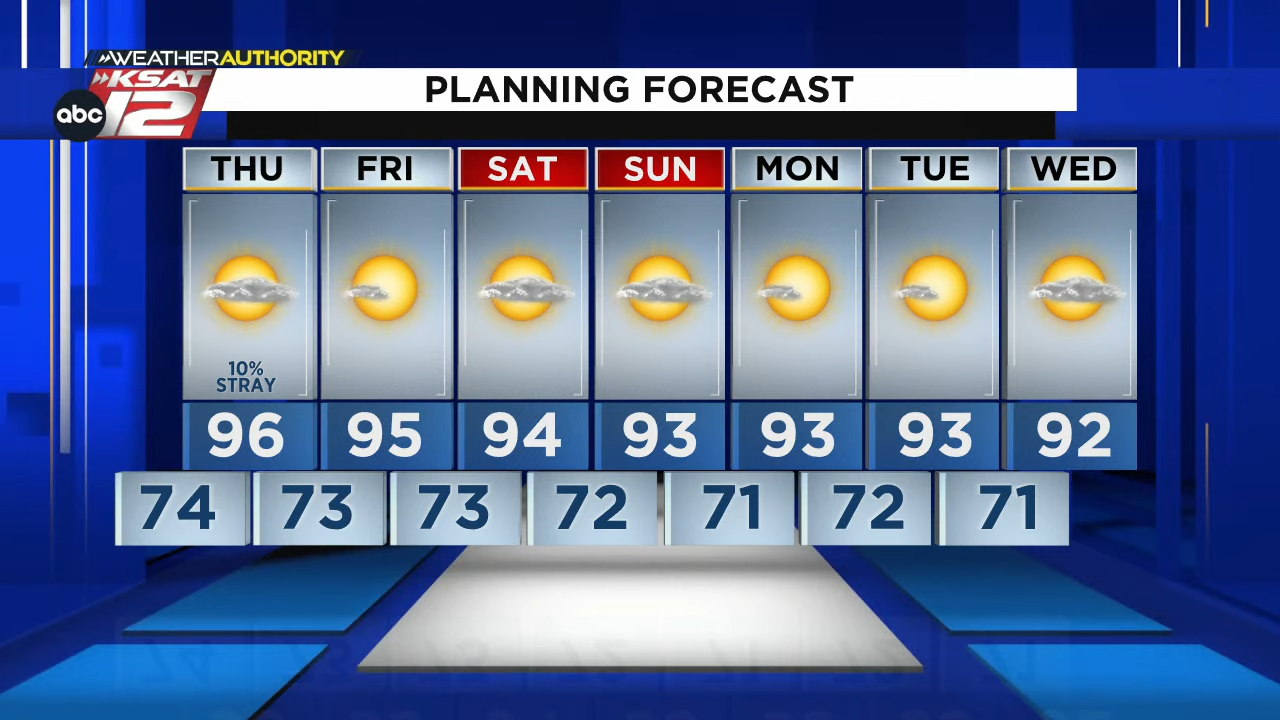 WEATHERAUTHORITY
KSAT
abc 12
PLANNING FORECAST
THU FRI SAT SUN MON TUE WED
10%
STRAY
96 95 94 93 93 93 92
74 73 73 72 71 72 71